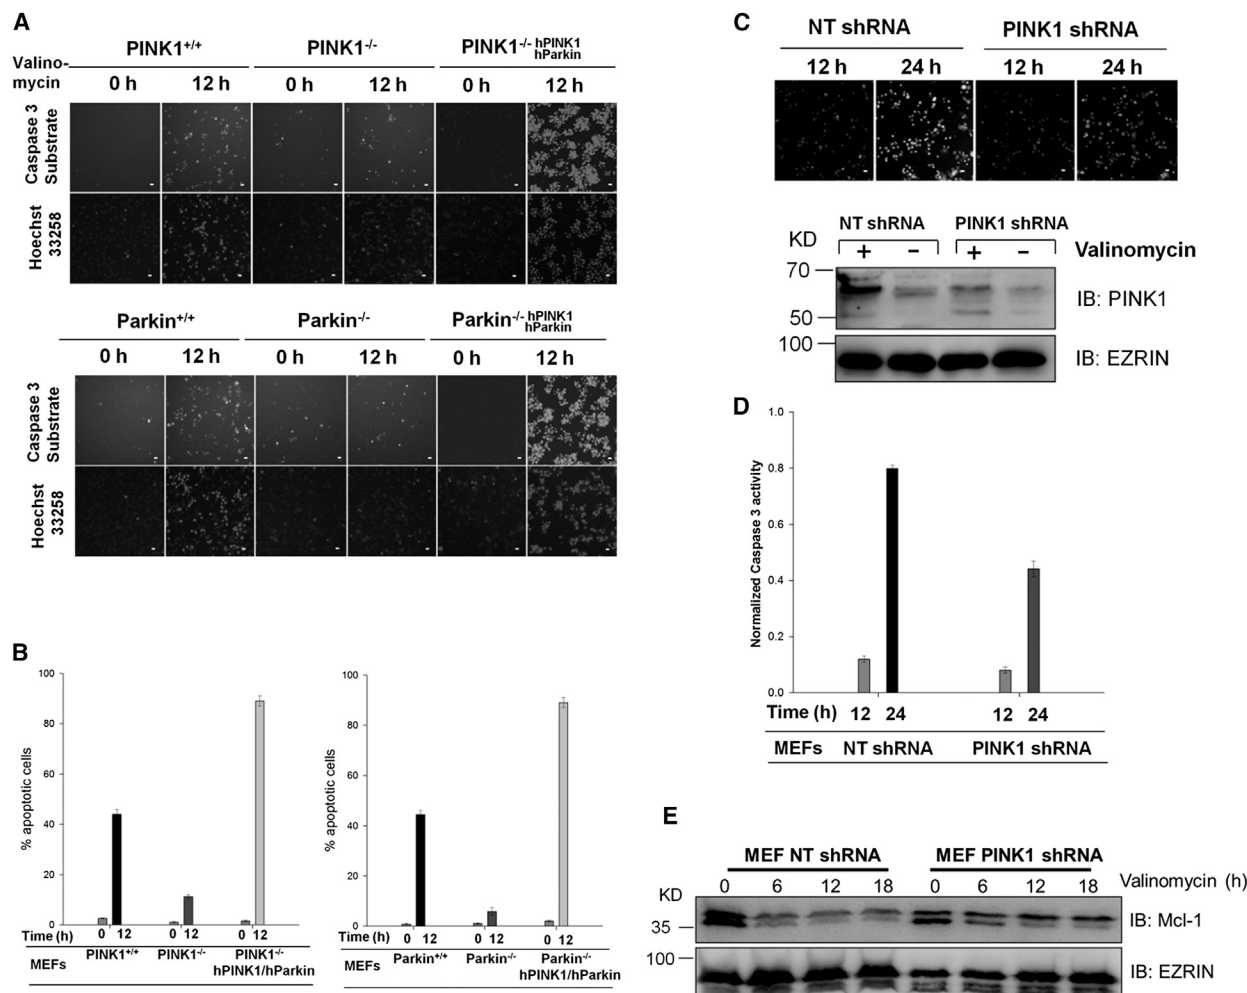 A
PINK1+/+ PINK1-/- PINK1-/- hPINK1 hParkin
Valino-
mycin 0 h 12 h 0 h 12 h 0 h 12 h
Caspase 3
Substrate
Hoechst
33258
Parkin+/+ Parkin-/- Parkin-/- hPINK1 hParkin
0 h 12 h 0 h 12 h 0 h 12 h
Caspase 3
Substrate
Hoechst
33258
B
% apoptotic cells
100
80
60
40
20
0
Time (h) 0 12 0 12 0 12
MEFs PINK1+/+ PINK1-/- PINK1-/-
hPINK1/hParkin
% apoptotic cells
100
80
60
40
20
0
Time (h) 0 12 0 12 0 12
MEFs Parkin+/+ Parkin-/- Parkin-/-
hPINK1/hParkin
C
NT shRNA PINK1 shRNA
12 h 24 h 12 h 24 h
NT shRNA PINK1 shRNA
KD + − + − Valinomycin
70
50
IB: PINK1
100
IB: EZRIN
D
Normalized Caspase 3 activity
1.0
0.8
0.6
0.4
0.2
0.0
Time (h) 12 24 12 24
MEFs NT shRNA PINK1 shRNA
E
MEF NT shRNA MEF PINK1 shRNA
KD 0 6 12 18 0 6 12 18 Valinomycin (h)
35 IB: Mcl-1
100 IB: EZRIN